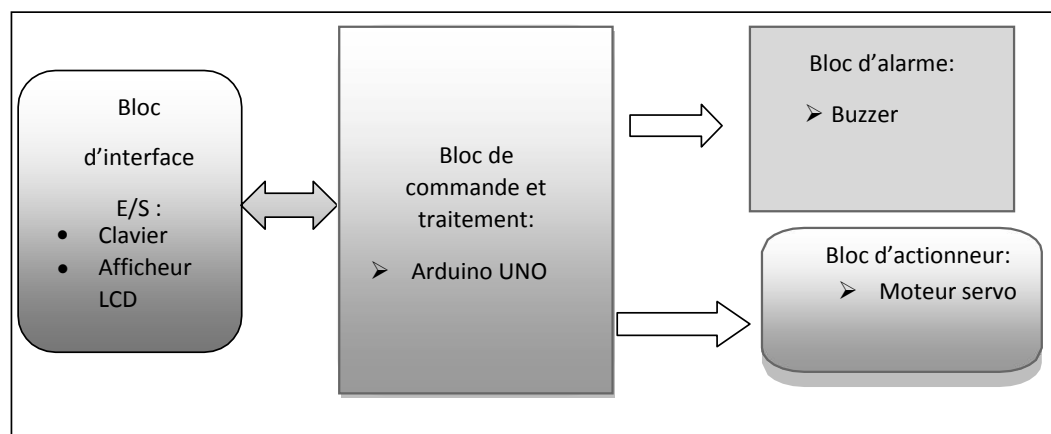 Bloc
d’interface
E/S :
• Clavier
• Afficheur
LCD
Bloc de
commande et
traitement:
➢ Arduino UNO
Bloc d’alarme:
➢ Buzzer
Bloc d’actionneur:
➢ Moteur servo